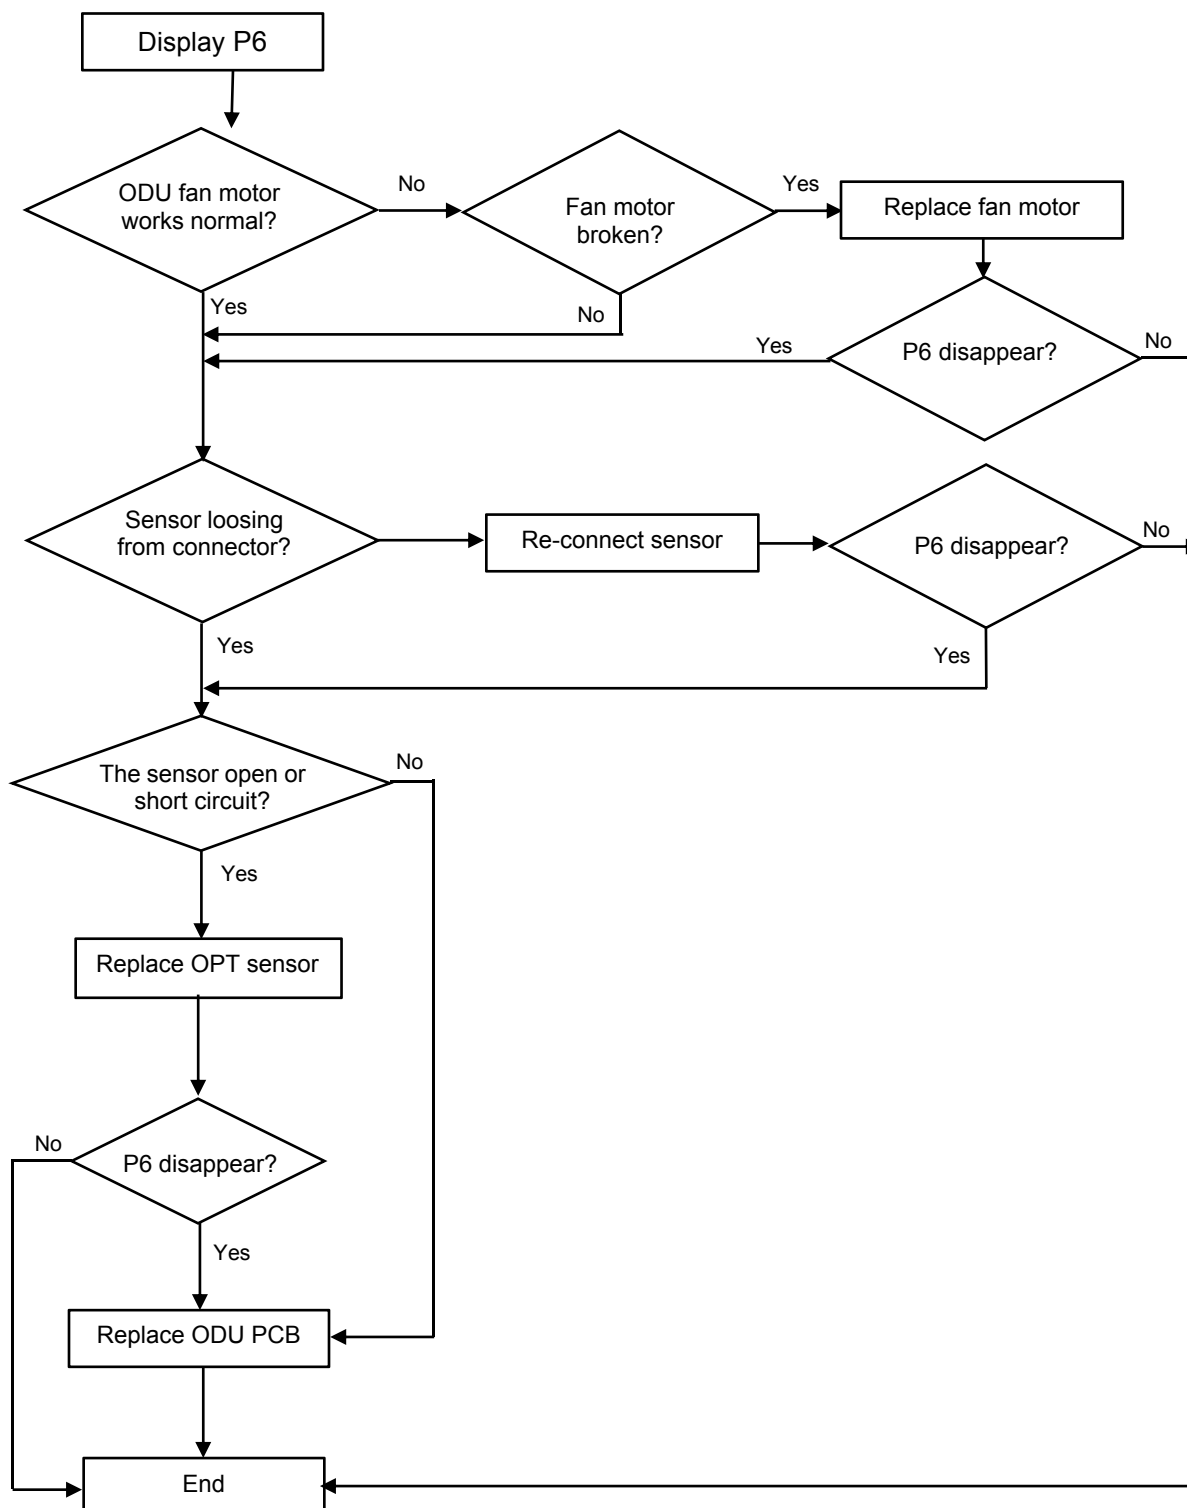 Display P6
ODU fan motor
works normal?
No
Fan motor
broken?
Yes
Replace fan motor
Yes
No
Yes
P6 disappear?
No
Sensor loosing
from connector?
Re-connect sensor
P6 disappear?
No
Yes
Yes
The sensor open or
short circuit?
No
Yes
Replace OPT sensor
No
P6 disappear?
Yes
Replace ODU PCB
End